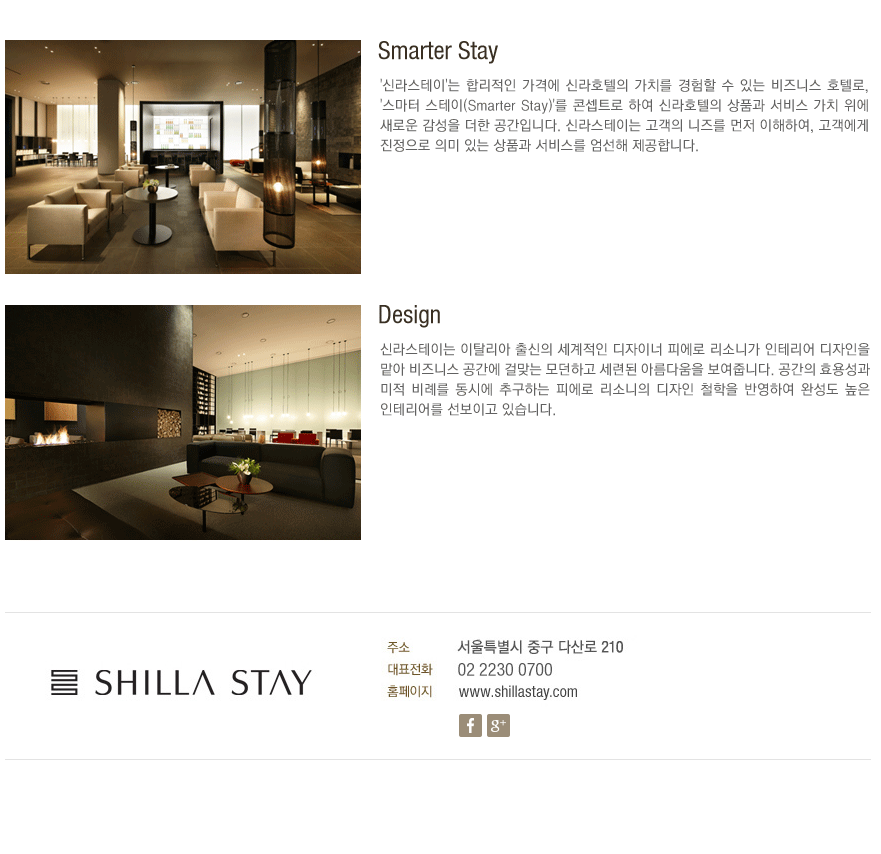 Smarter Stay
'신라스테이'는 합리적인 가격에 신라호텔의 가치를 경험할 수 있는 비즈니스 호텔로,
'스마터 스테이(Smarter Stay)'를 콘셉트로 하여 신라호텔의 상품과 서비스 가치 위에
새로운 감성을 더한 공간입니다. 신라스테이는 고객의 니즈를 먼저 이해하여, 고객에게
진정으로 의미 있는 상품과 서비스를 엄선해 제공합니다.
Design
신라스테이는 이탈리아 출신의 세계적인 디자이너 피에로 리소니가 인테리어 디자인을
맡아 비즈니스 공간에 걸맞는 모던하고 세련된 아름다움을 보여줍니다. 공간의 효용성과
미적 비례를 동시에 추구하는 피에로 리소니의 디자인 철학을 반영하여 완성도 높은
인테리어를 선보이고 있습니다.
SHILLA STAY
주소 서울특별시 중구 다산로 210
대표전화 02 2230 0700
홈페이지 www.shillastay.com
f g+